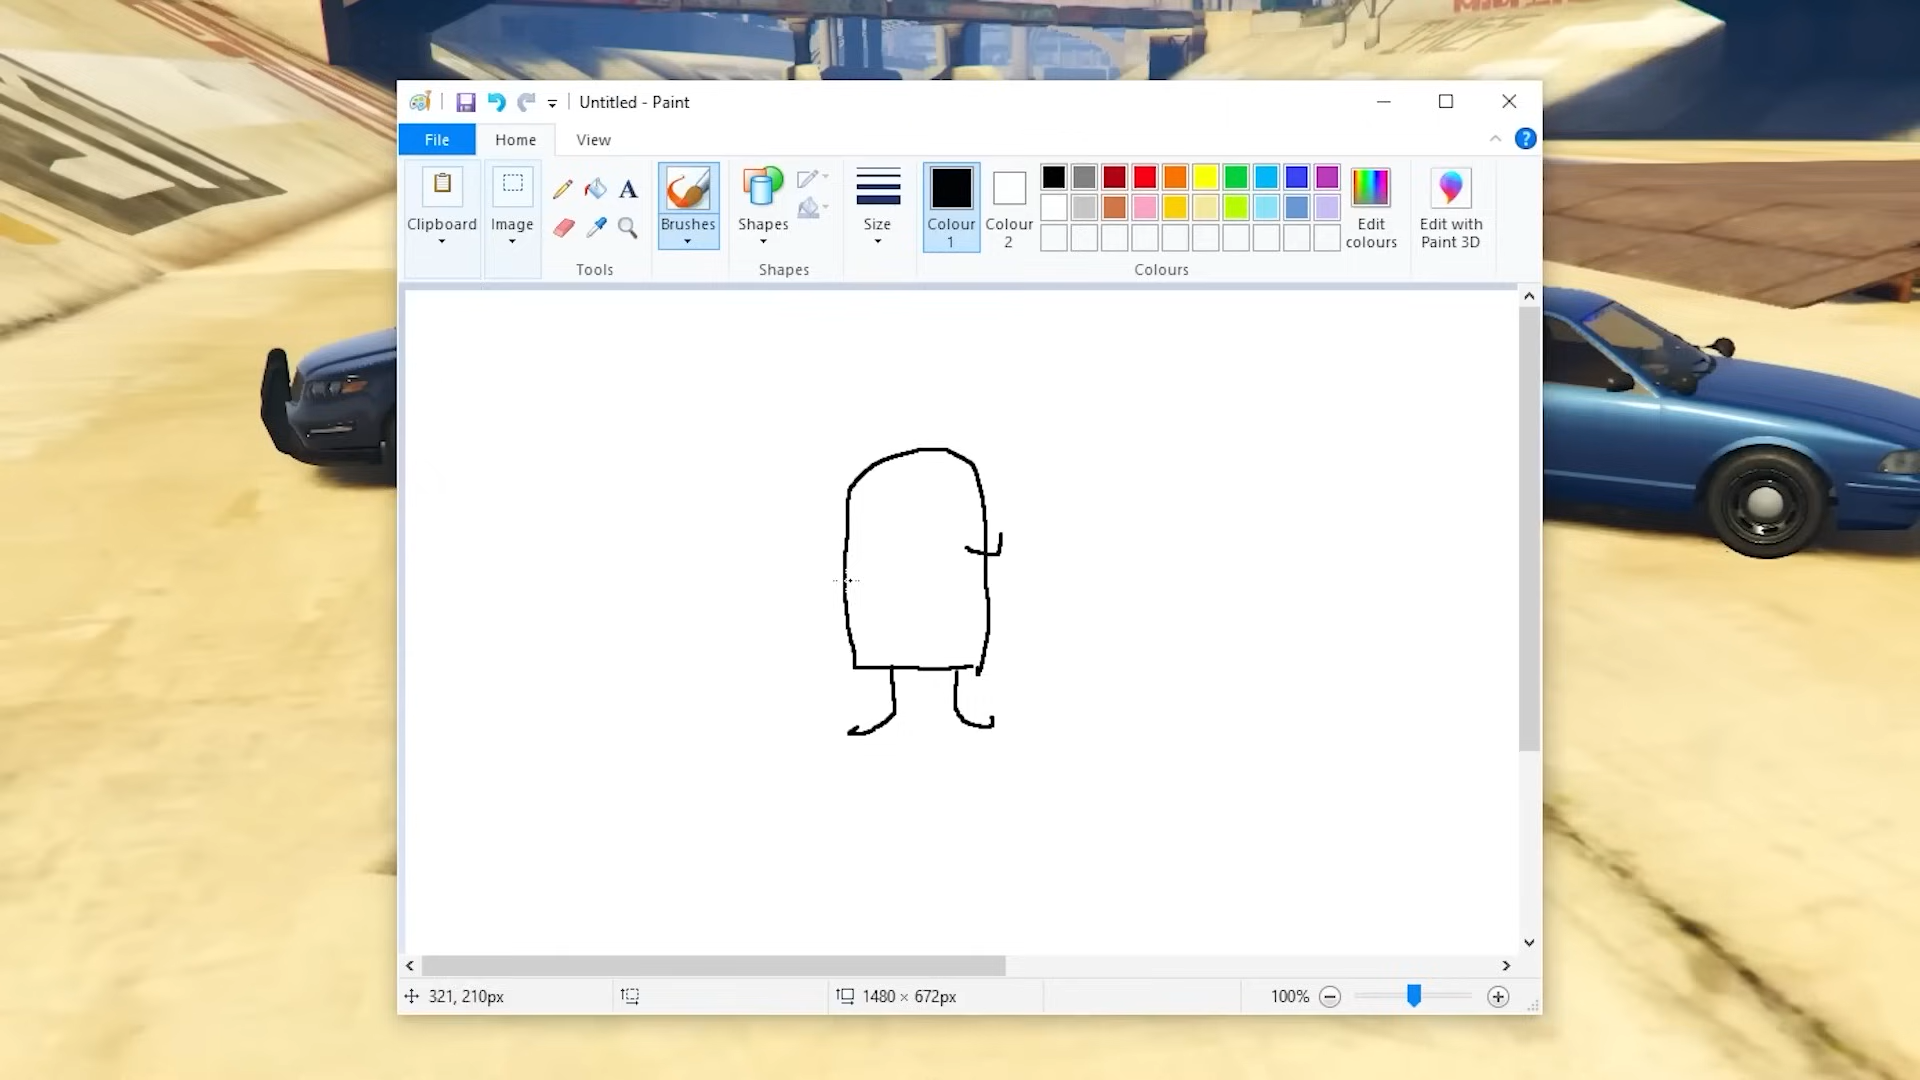 Untitled - Paint
File Home View
?
Clipboard Image A Brushes Shapes Size Colour 1 Colour 2 Edit colours Edit with Paint 3D
Tools Shapes Colours
321, 210px 1480 × 672px 100%